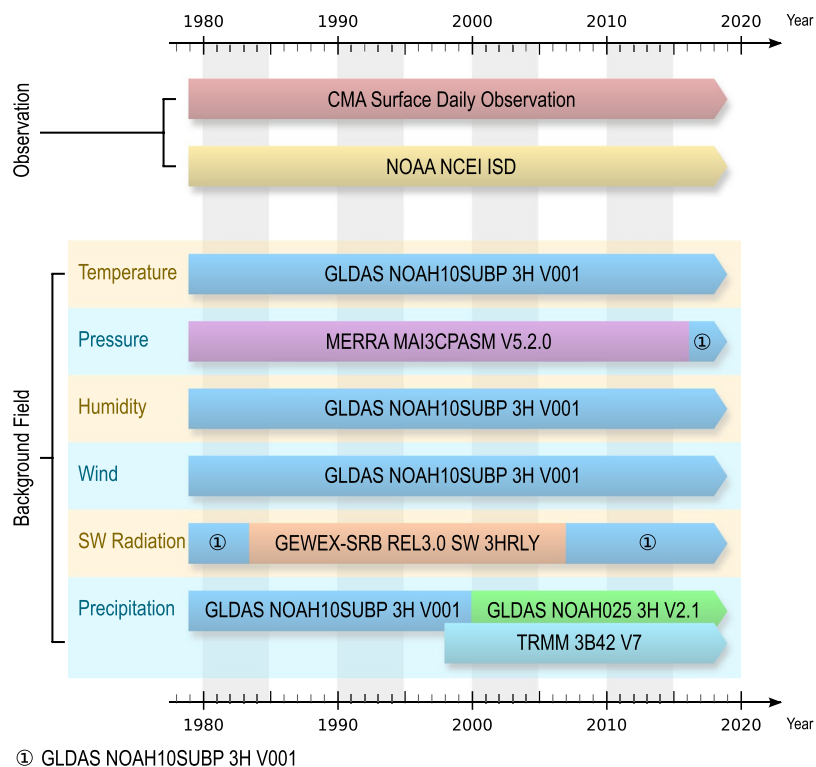 1980 1990 2000 2010 2020 Year
Observation
CMA Surface Daily Observation
NOAA NCEI ISD
Background Field
Temperature GLDAS NOAH10SUBP 3H V001
Pressure MERRA MAI3CPASM V5.2.0 ①
Humidity GLDAS NOAH10SUBP 3H V001
Wind GLDAS NOAH10SUBP 3H V001
SW Radiation ① GEWEX-SRB REL3.0 SW 3HRLY ①
Precipitation GLDAS NOAH10SUBP 3H V001 GLDAS NOAH025 3H V2.1
TRMM 3B42 V7
1980 1990 2000 2010 2020 Year
① GLDAS NOAH10SUBP 3H V001